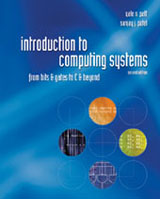 yale n. patt
sanjay j. patel
introduction to
computing systems
from bits & gates to C & beyond
second edition